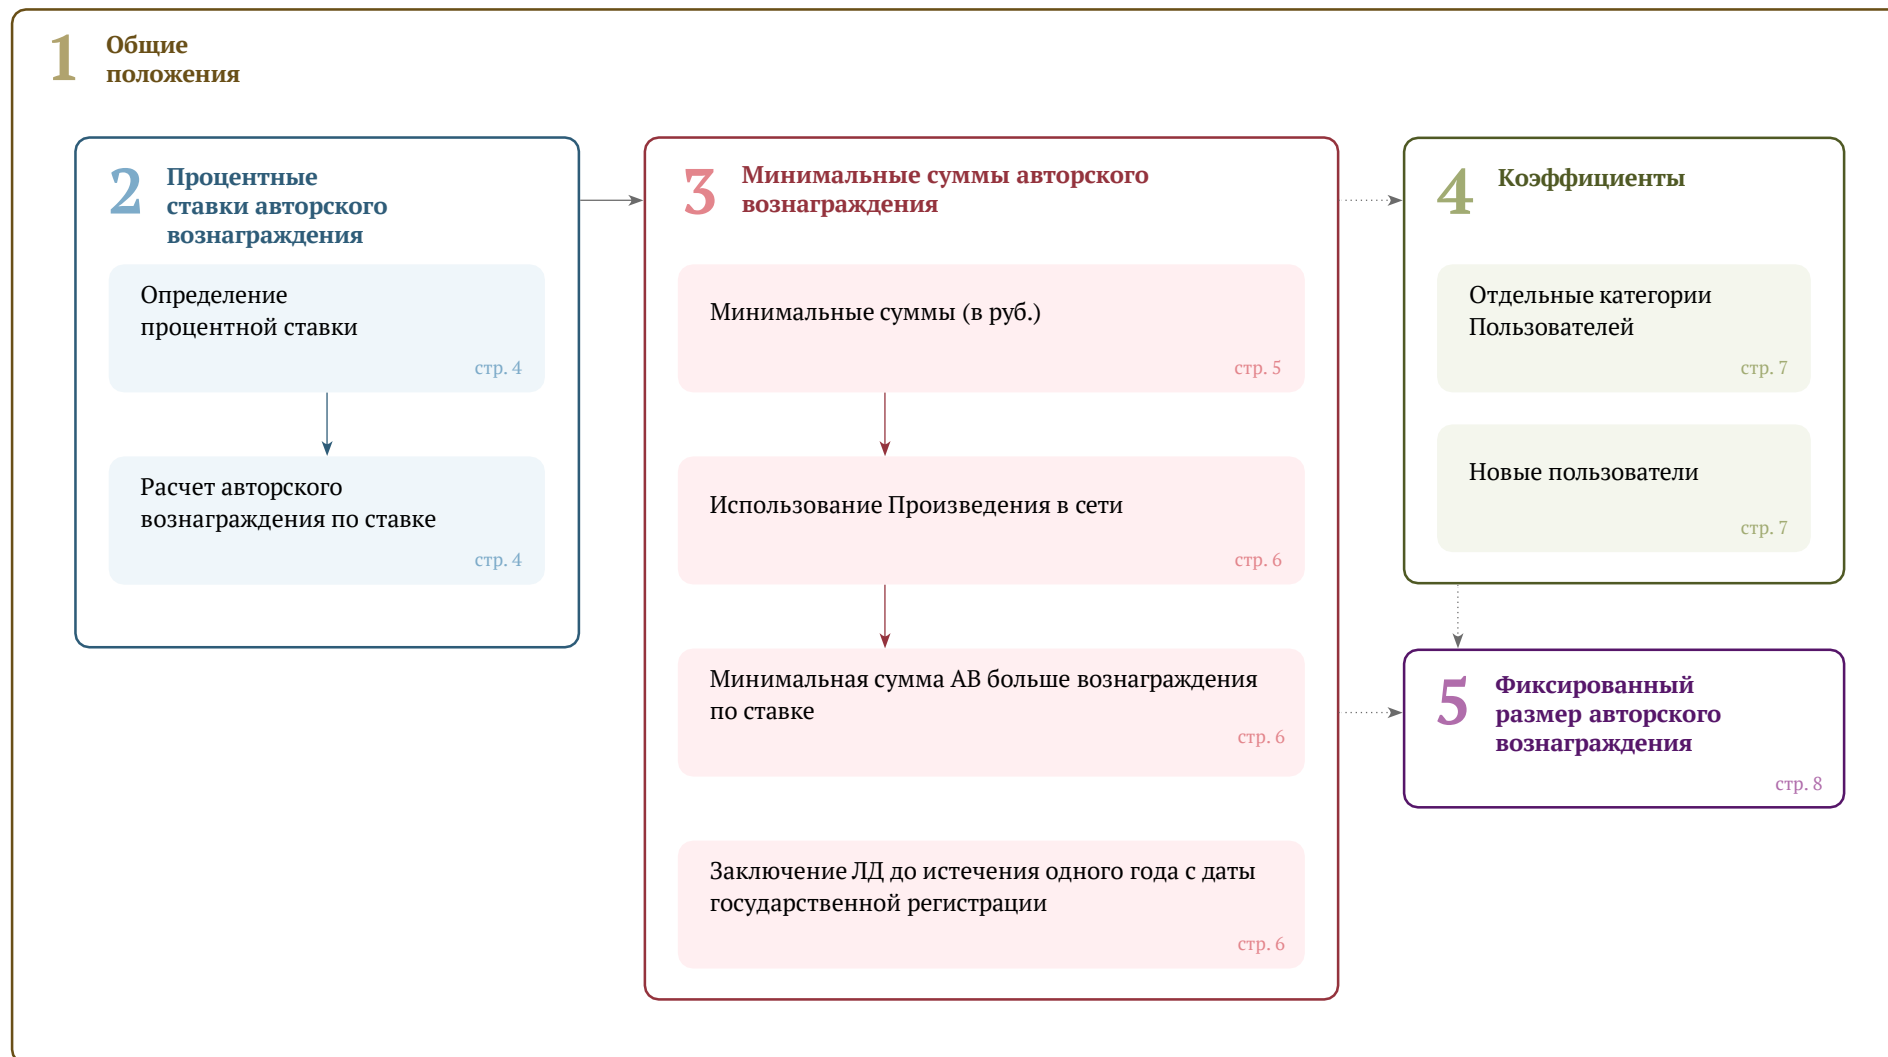 1
Общие
положения
2
Процентные
ставки авторского
вознаграждения
Определение
процентной ставки
стр. 4
Расчет авторского
вознаграждения по ставке
стр. 4
3
Минимальные суммы авторского
вознаграждения
Минимальные суммы (в руб.)
стр. 5
Использование Произведения в сети
стр. 6
Минимальная сумма АВ больше вознаграждения
по ставке
стр. 6
Заключение ЛД до истечения одного года с даты
государственной регистрации
стр. 6
4
Коэффициенты
Отдельные категории
Пользователей
стр. 7
Новые пользователи
стр. 7
5
Фиксированный
размер авторского
вознаграждения
стр. 8